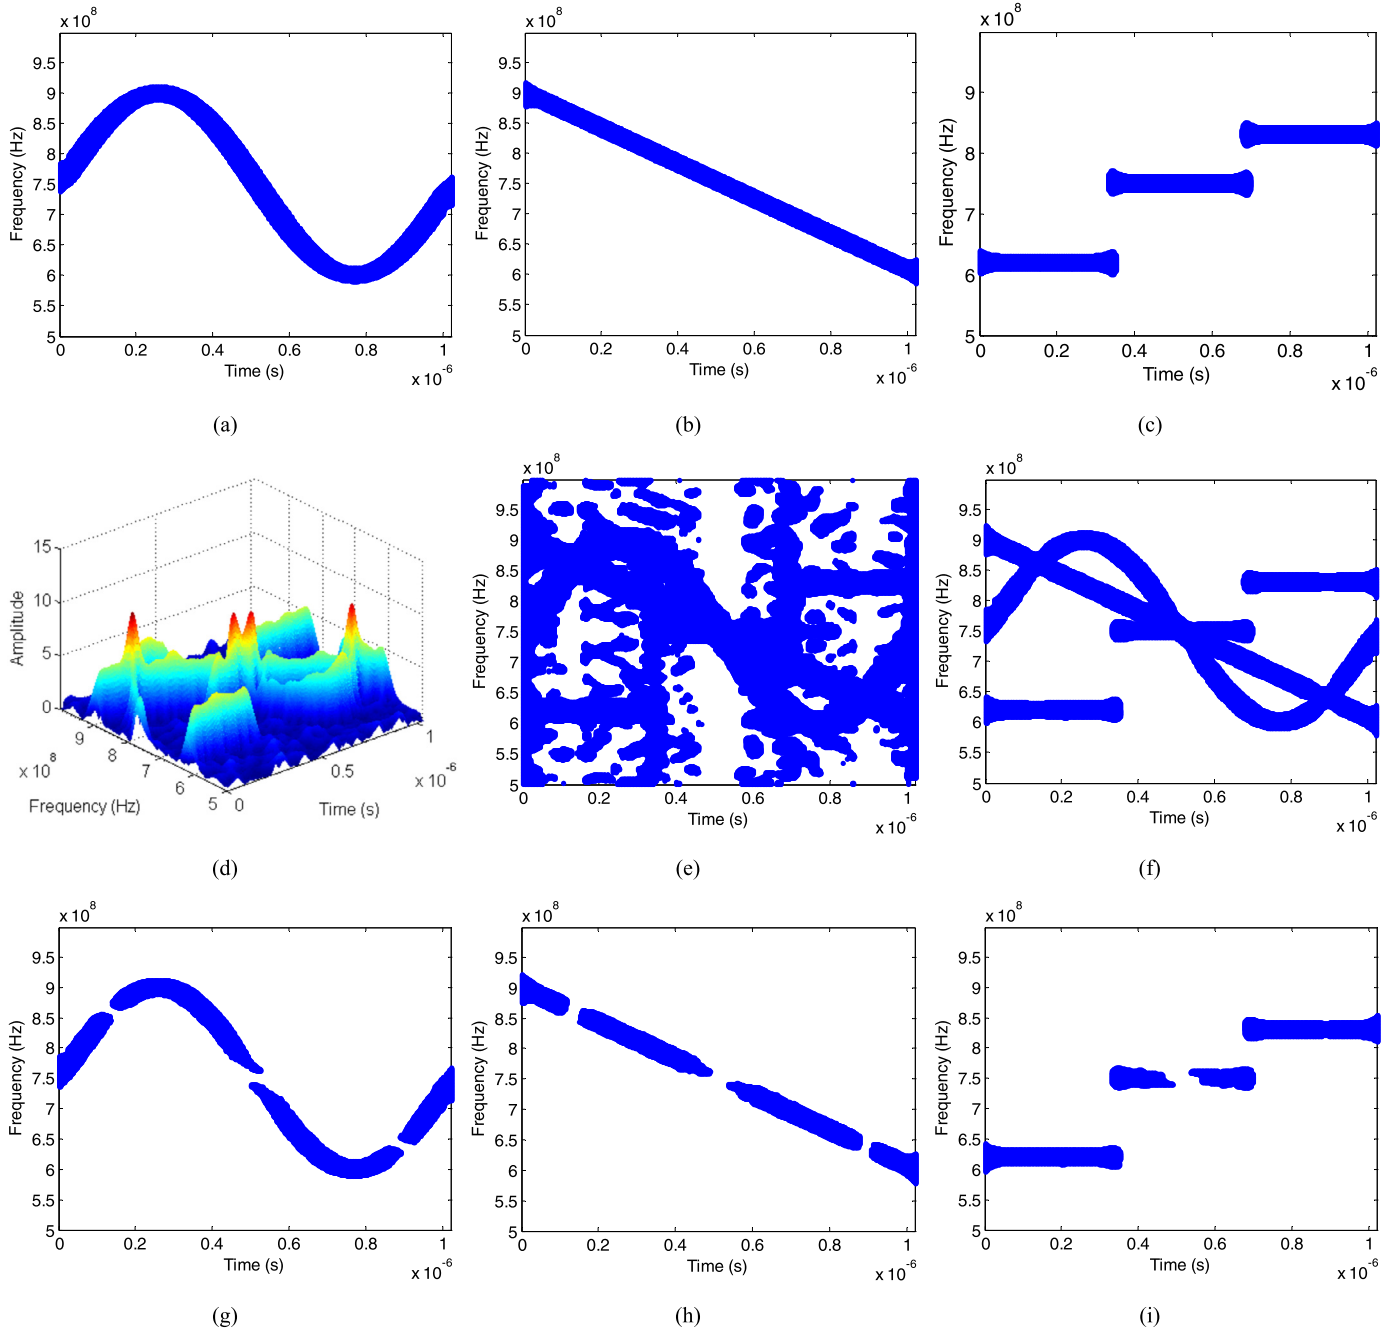 x 10^8
9.5
9
8.5
8
7.5
7
6.5
6
5.5
5
Frequency (Hz)
0 0.2 0.4 0.6 0.8 1
Time (s)
x 10^-6
(a)
x 10^8
9.5
9
8.5
8
7.5
7
6.5
6
5.5
5
Frequency (Hz)
0 0.2 0.4 0.6 0.8 1
Time (s)
x 10^-6
(b)
x 10^8
9
8
7
6
5
Frequency (Hz)
0 0.2 0.4 0.6 0.8 1
Time (s)
x 10^-6
(c)
15
10
5
0
Amplitude
9 8 7 6 5
x 10^8
Frequency (Hz)
0 0.5 1
x 10^-6
Time (s)
(d)
x 10^8
9.5
9
8.5
8
7.5
7
6.5
6
5.5
5
Frequency (Hz)
0 0.2 0.4 0.6 0.8 1
Time (s)
x 10^-6
(e)
x 10^8
9.5
9
8.5
8
7.5
7
6.5
6
5.5
5
Frequency (Hz)
0 0.2 0.4 0.6 0.8 1
Time (s)
x 10^-6
(f)
x 10^8
9.5
9
8.5
8
7.5
7
6.5
6
5.5
5
Frequency (Hz)
0 0.2 0.4 0.6 0.8 1
Time (s)
x 10^-6
(g)
x 10^8
9.5
9
8.5
8
7.5
7
6.5
6
5.5
5
Frequency (Hz)
0 0.2 0.4 0.6 0.8 1
Time (s)
x 10^-6
(h)
x 10^8
9.5
9
8.5
8
7.5
7
6.5
6
5.5
5
Frequency (Hz)
0 0.2 0.4 0.6 0.8 1
Time (s)
x 10^-6
(i)